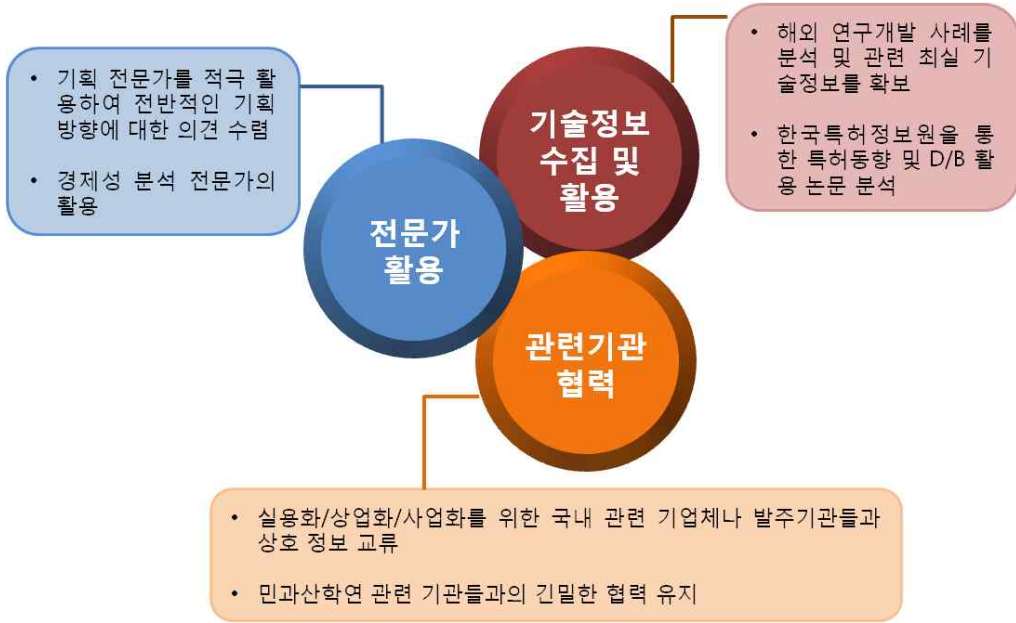 • 기획 전문가를 적극 활
용하여 전반적인 기획
방향에 대한 의견 수렴
• 경제성 분석 전문가의
활용
전문가
활용
기술정보
수집 및
활용
• 해외 연구개발 사례를
분석 및 관련 최실 기
술정보를 확보
• 한국특허정보원을 통
한 특허동향 및 D/B 활
용 논문 분석
관련기관
협력
• 실용화/상업화/사업화를 위한 국내 관련 기업체나 발주기관들과
상호 정보 교류
• 민과산학연 관련 기관들과의 긴밀한 협력 유지